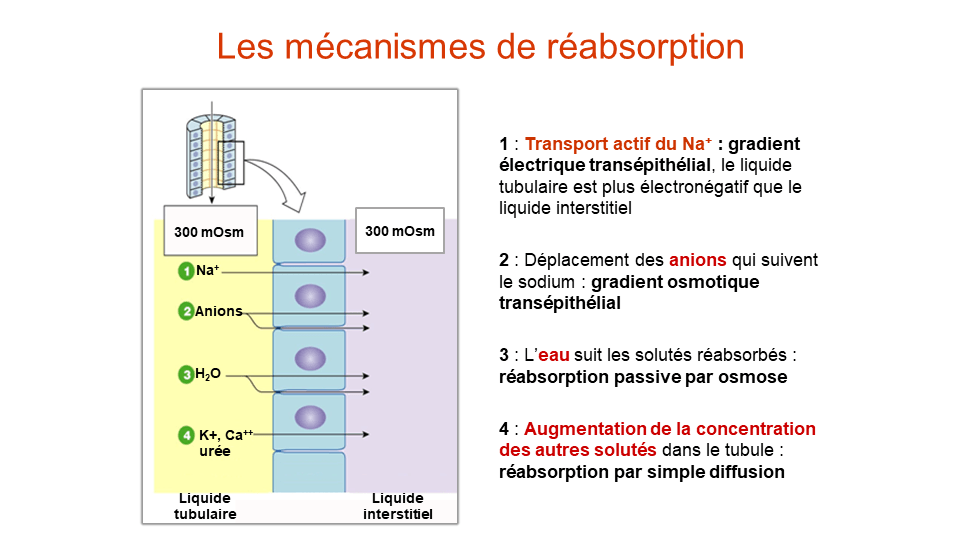 Les mécanismes de réabsorption
300 mOsm
300 mOsm
1 Na⁺
2 Anions
3 H₂O
4 K+, Ca⁺⁺
urée
Liquide
tubulaire
Liquide
interstitiel
1 : Transport actif du Na⁺ : gradient
électrique transépithélial, le liquide
tubulaire est plus électronégatif que le
liquide interstitiel
2 : Déplacement des anions qui suivent
le sodium : gradient osmotique
transépithélial
3 : L’eau suit les solutés réabsorbés :
réabsorption passive par osmose
4 : Augmentation de la concentration
des autres solutés dans le tubule :
réabsorption par simple diffusion